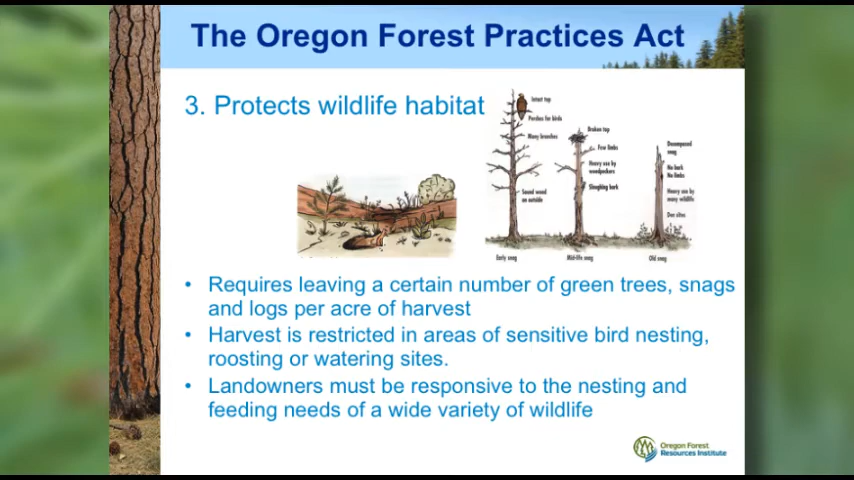 The Oregon Forest Practices Act
3. Protects wildlife habitat
Intact top
Perches for birds
Many branches
Sound wood
on outside
Early snag
Broken top
Few limbs
Heavy use by
woodpeckers
Sloughing bark
Mid-life snag
Decomposed
snag
No bark
No limbs
Heavy use by
many wildlife
Den sites
Old snag
• Requires leaving a certain number of green trees, snags
and logs per acre of harvest
• Harvest is restricted in areas of sensitive bird nesting,
roosting or watering sites.
• Landowners must be responsive to the nesting and
feeding needs of a wide variety of wildlife
Oregon Forest
Resources Institute